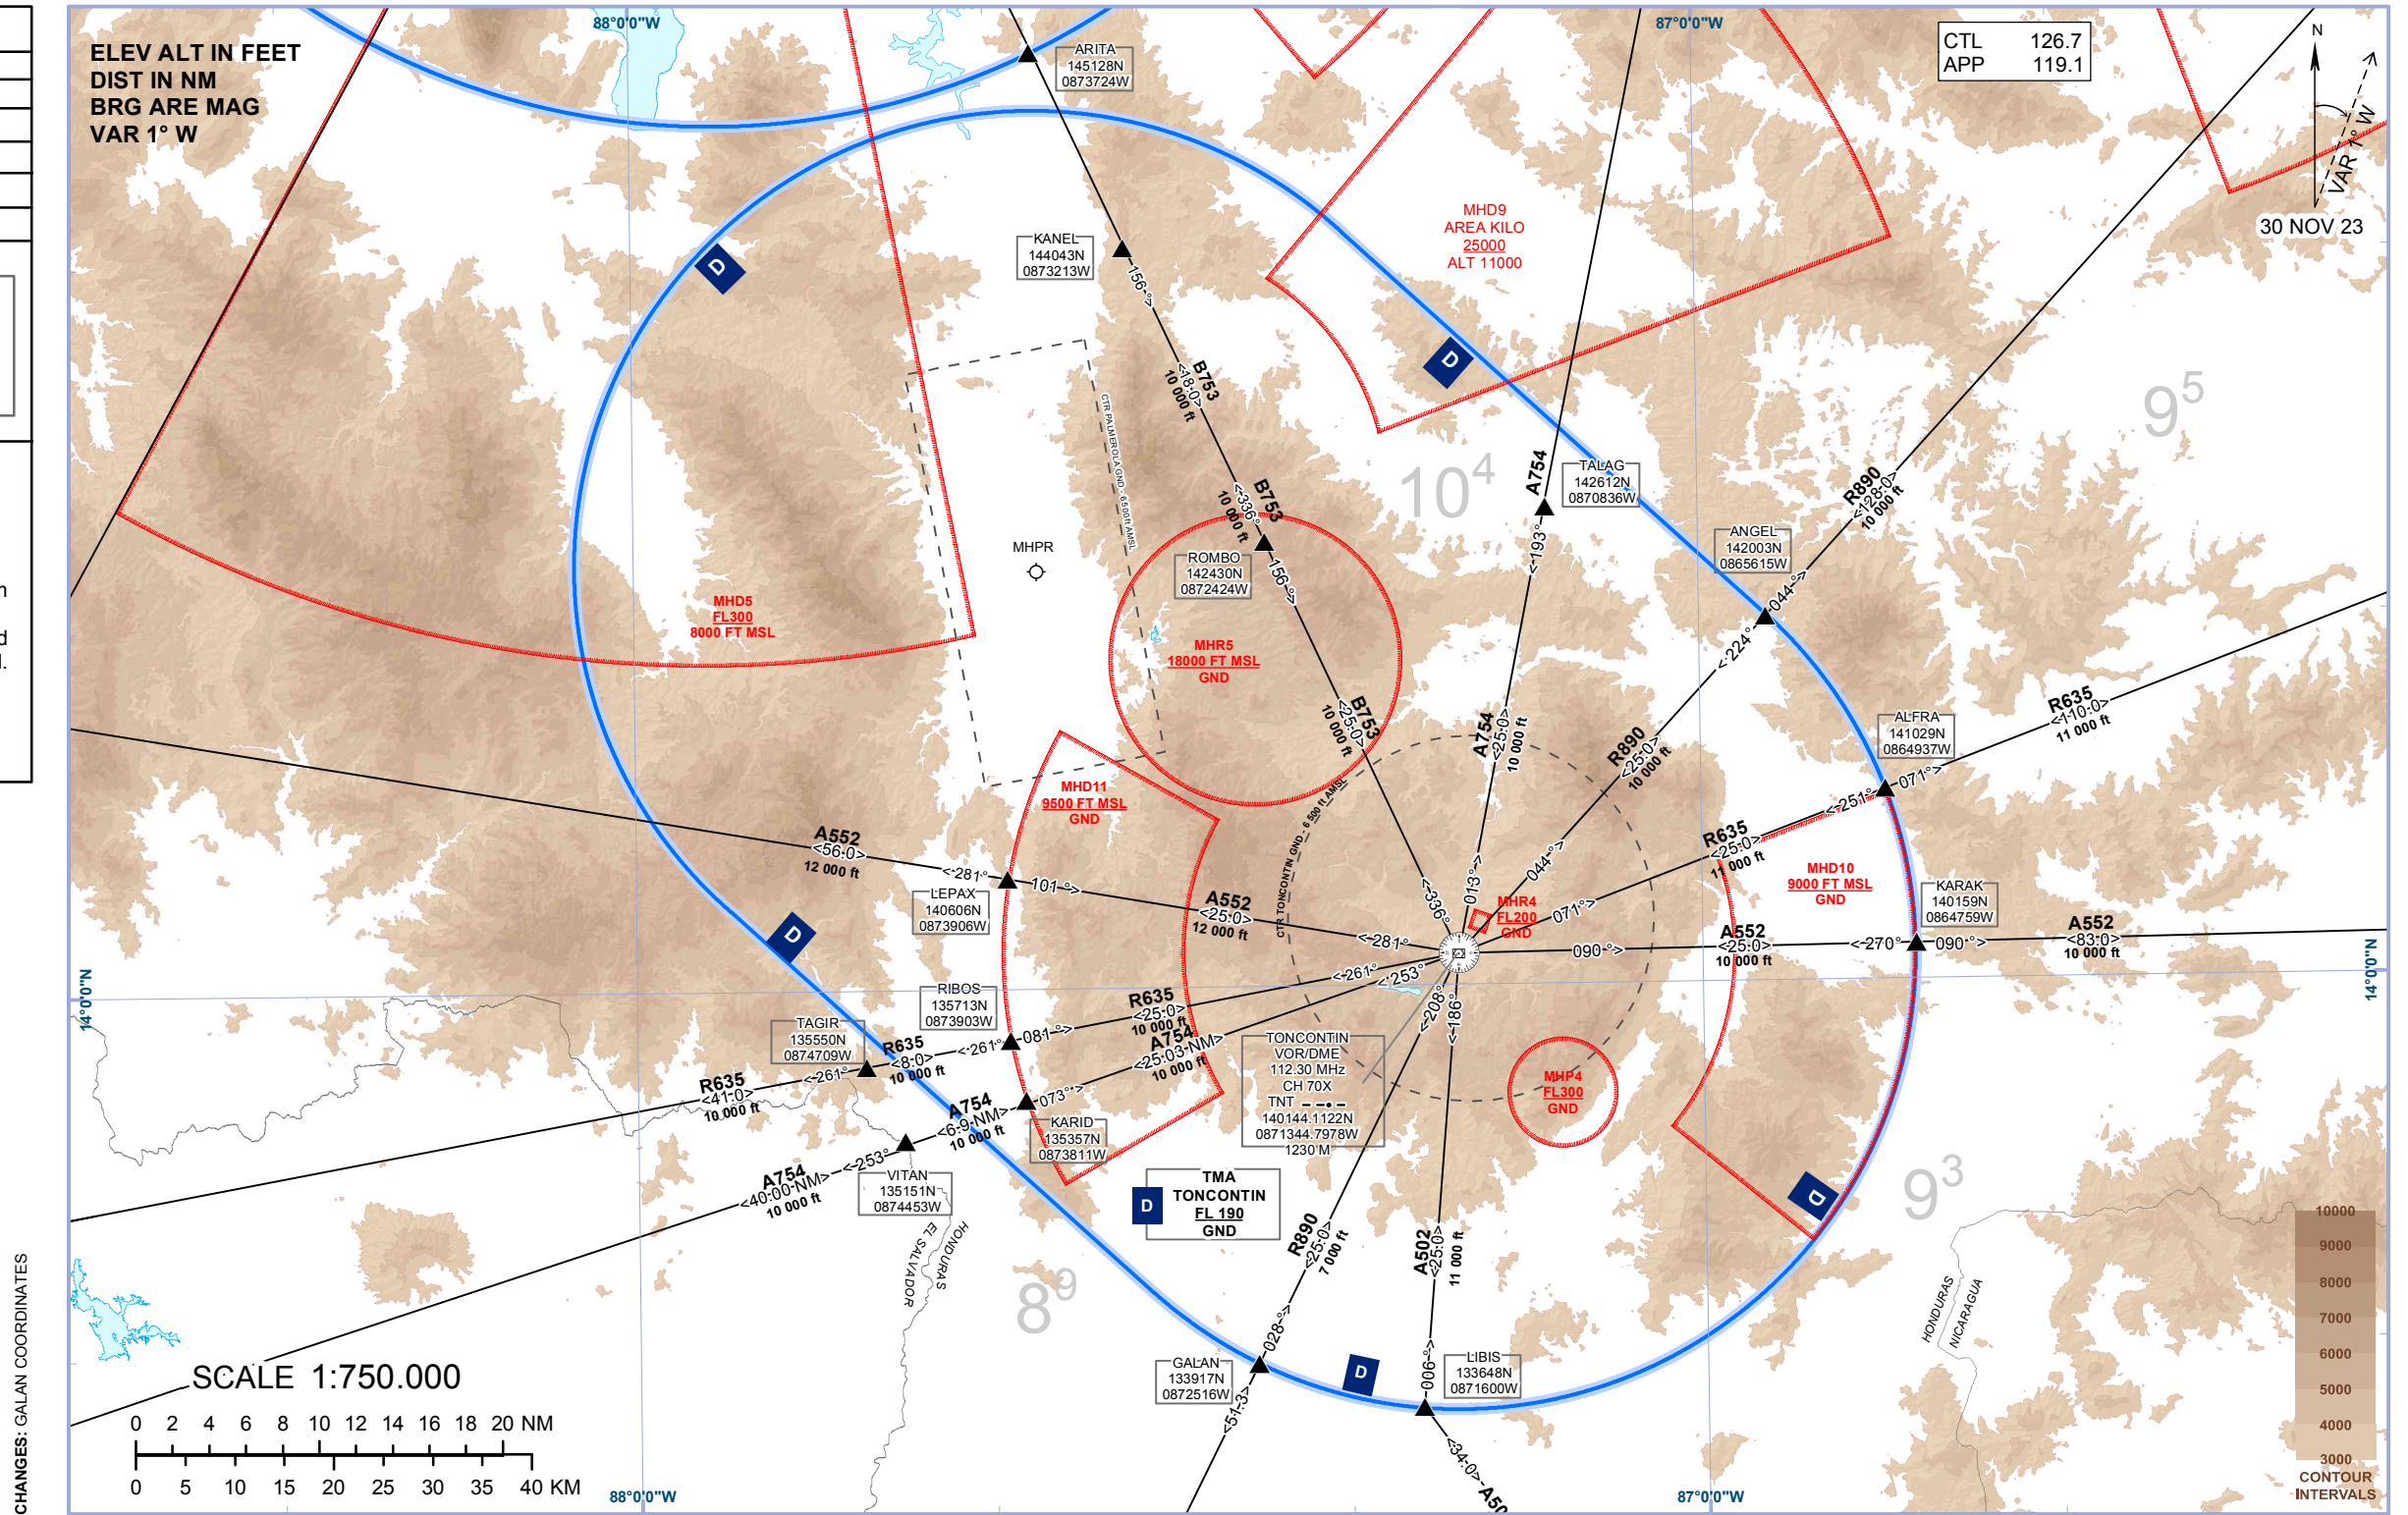 ELEV ALT IN FEET
DIST IN NM
BRG ARE MAG
VAR 1° W
88°0'0"W
87°0'0"W
CTL 126.7
APP 119.1
N
VAR 1° W
30 NOV 23
ARITA
145128N
0873724W
KANEL
144043N
0873213W
156°>
B753
<18.0>
10 000 ft
MHD9
AREA KILO
25000
ALT 11000
D
D
9⁵
10⁴
CTR PALMEROLA GND - 6500 ft AMSL
MHPR
B753
<336°
10 000 ft
ROMBO
142430N
0872424W
156°>
A754
<193°
TALAG
142612N
0870836W
R890
<128.0>
10 000 ft
ANGEL
142003N
0865615W
044°>
<224°
MHD5
FL300
8000 FT MSL
MHR5
18000 FT MSL
GND
B753
<25.0>
10 000 ft
A754
<25.0>
10 000 ft
R890
<25.0>
10 000 ft
ALFRA
141029N
0864937W
R635
<110.0>
11 000 ft
071°>
<251°
MHD11
9500 FT MSL
GND
CTR TONCONTIN GND - 6 500 ft AMSL
R635
<25.0>
11 000 ft
MHD10
9000 FT MSL
GND
A552
<56.0>
12 000 ft
<281°
101°>
LEPAX
140606N
0873906W
A552
<25.0>
12 000 ft
<281°
<336°
013°>
044°>
MHR4
FL200
GND
071°>
090°>
A552
<25.0>
10 000 ft
<270°
090°>
KARAK
140159N
0864759W
A552
<83.0>
10 000 ft
D
14°0'0"N
14°0'0"N
RIBOS
135713N
0873903W
<261°
<253°
R635
<25.0>
10 000 ft
TAGIR
135550N
0874709W
R635
<8.0>
10 000 ft
<261°
081°>
A754
<25.03 NM>
10 000 ft
<208°
<186°
R635
<41.0>
10 000 ft
<261°
A754
<6.9 NM>
10 000 ft
073°>
KARID
135357N
0873811W
TONCONTIN
VOR/DME
112.30 MHz
CH 70X
TNT
140144.1122N
0871344.7978W
1230 M
MHP4
FL300
GND
A754
<40.00 NM>
10 000 ft
<253°
VITAN
135151N
0874453W
D
TMA
TONCONTIN
FL 190
GND
D
9³
HONDURAS
EL SALVADOR
8⁹
R890
<25.0>
7 000 ft
A502
<25.0>
11 000 ft
028°>
006°>
GALAN
133917N
0872516W
D
LIBIS
133648N
0871600W
<51.3>
<34.0>
A50
HONDURAS
NICARAGUA
10000
9000
8000
7000
6000
5000
4000
3000
CONTOUR
INTERVALS
SCALE 1:750.000
0 2 4 6 8 10 12 14 16 18 20 NM
0 5 10 15 20 25 30 35 40 KM
88°0'0"W
87°0'0"W
CHANGES: GALAN COORDINATES
m
d
l.